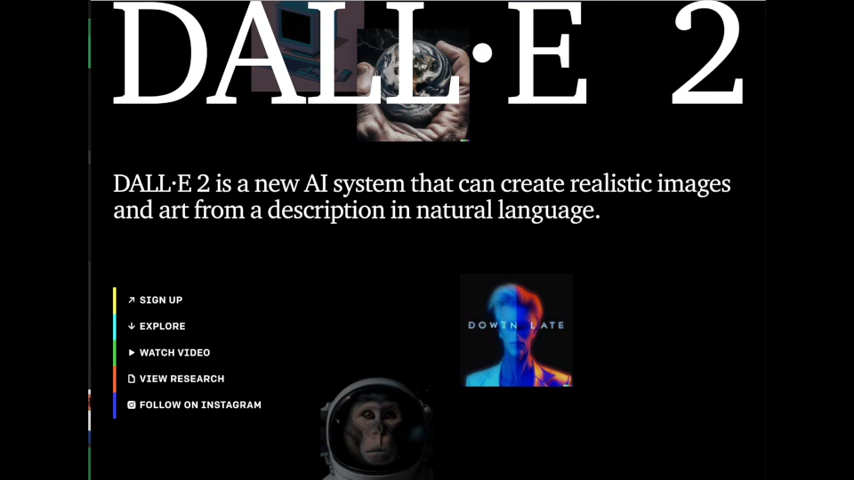 DALL·E 2
DALL·E 2 is a new AI system that can create realistic images
and art from a description in natural language.
SIGN UP
EXPLORE
DOWEN LATE
WATCH VIDEO
VIEW RESEARCH
FOLLOW ON INSTAGRAM